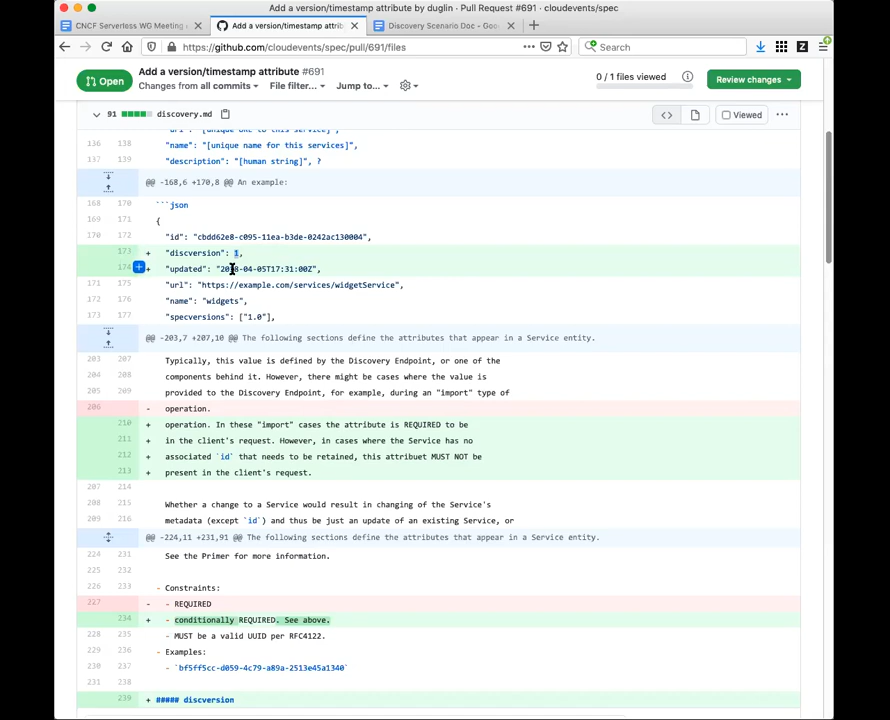 Add a version/timestamp attribute by duglin · Pull Request #691 · cloudevents/spec
CNCF Serverless WG Meeting
Add a version/timestamp attribute
Discovery Scenario Doc - Goo
https://github.com/cloudevents/spec/pull/691/files
Search
Open
Add a version/timestamp attribute #691
Changes from all commits
File filter...
Jump to...
0 / 1 files viewed
Review changes
91 discovery.md
Viewed
136 138 "name": "[unique name for this services]",
137 139 "description": "[human string]", ?
@@ -168,6 +170,8 @@ An example:
168 170 ```json
169 171 {
170 172 "id": "cbdd62e8-c095-11ea-b3de-0242ac130004",
173 + "discversion": 1,
174 + "updated": "2018-04-05T17:31:00Z",
171 175 "url": "https://example.com/services/widgetService",
172 176 "name": "widgets",
173 177 "specversions": ["1.0"],
@@ -203,7 +207,10 @@ The following sections define the attributes that appear in a Service entity.
203 207 Typically, this value is defined by the Discovery Endpoint, or one of the
204 208 components behind it. However, there might be cases where the value is
205 209 provided to the Discovery Endpoint, for example, during an "import" type of
206 - operation.
210 + operation. In these "import" cases the attribute is REQUIRED to be
211 + in the client's request. However, in cases where the Service has no
212 + associated `id` that needs to be retained, this attribuet MUST NOT be
213 + present in the client's request.
207 214
208 215 Whether a change to a Service would result in changing of the Service's
209 216 metadata (except `id`) and thus be just an update of an existing Service, or
@@ -224,11 +231,91 @@ The following sections define the attributes that appear in a Service entity.
224 231 See the Primer for more information.
225 232
226 233 - Constraints:
227 - - REQUIRED
234 + - conditionally REQUIRED. See above.
228 235 - MUST be a valid UUID per RFC4122.
229 236 - Examples:
230 237 - `bf5ff5cc-d059-4c79-a89a-2513e45a1340`
231 238
239 + ##### discversion